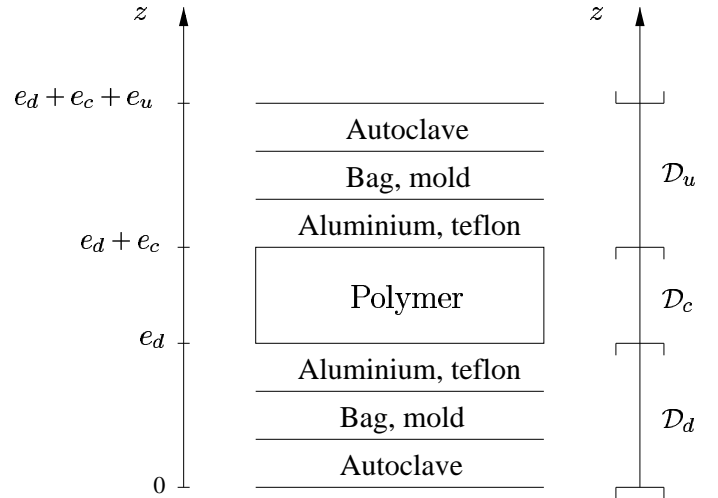 z z
e_d + e_c + e_u
Autoclave
Bag, mold
𝒟_u
Aluminium, teflon
e_d + e_c
Polymer
𝒟_c
e_d
Aluminium, teflon
Bag, mold
𝒟_d
Autoclave
0